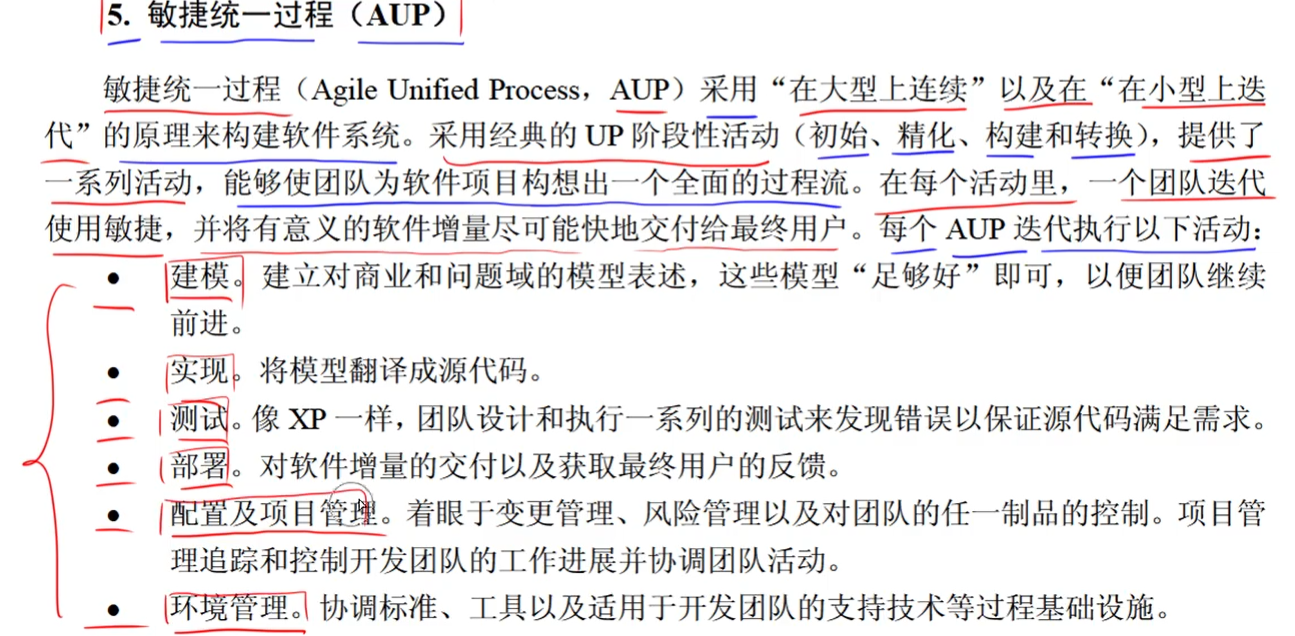 5. 敏捷统一过程（AUP）
敏捷统一过程（Agile Unified Process，AUP）采用“在大型上连续”以及在“在小型上迭
代”的原理来构建软件系统。采用经典的 UP 阶段性活动（初始、精化、构建和转换），提供了
一系列活动，能够使团队为软件项目构想出一个全面的过程流。在每个活动里，一个团队迭代
使用敏捷，并将有意义的软件增量尽可能快地交付给最终用户。每个 AUP 迭代执行以下活动：
● 建模。建立对商业和问题域的模型表述，这些模型“足够好”即可，以便团队继续
前进。
● 实现。将模型翻译成源代码。
● 测试。像 XP 一样，团队设计和执行一系列的测试来发现错误以保证源代码满足需求。
● 部署。对软件增量的交付以及获取最终用户的反馈。
● 配置及项目管理。着眼于变更管理、风险管理以及对团队的任一制品的控制。项目管
理追踪和控制开发团队的工作进展并协调团队活动。
● 环境管理。协调标准、工具以及适用于开发团队的支持技术等过程基础设施。